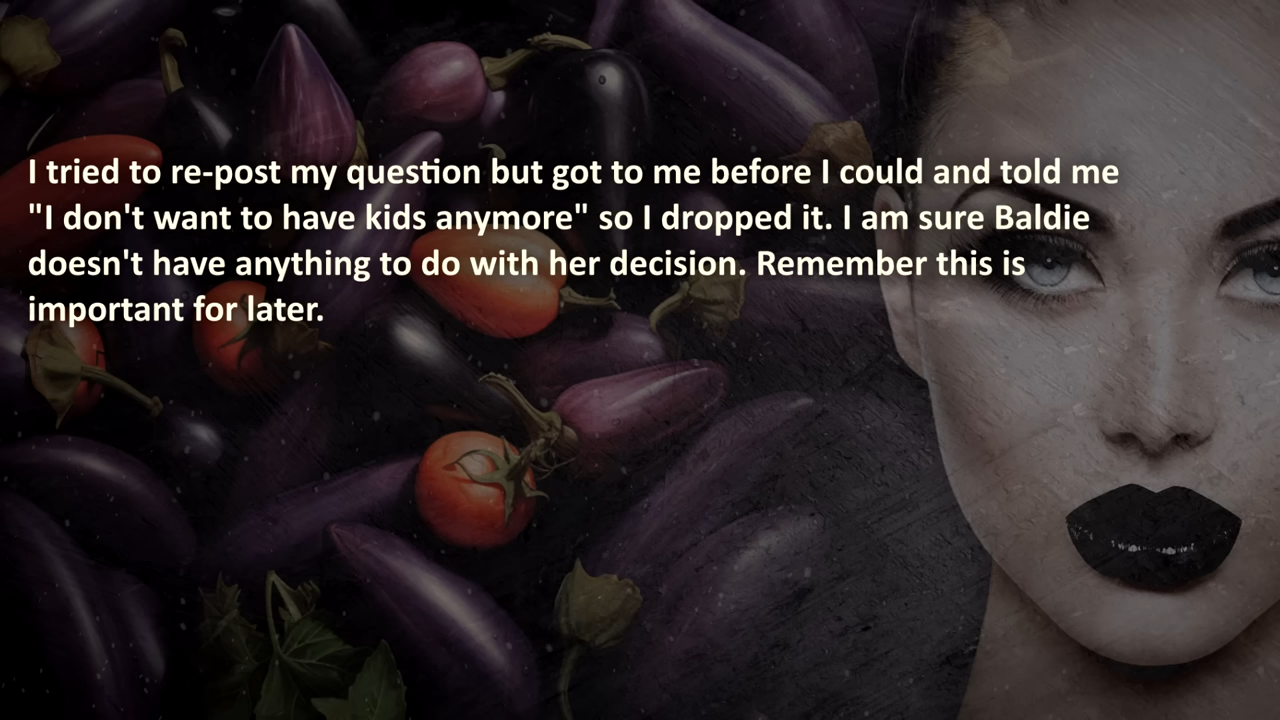 I tried to re-post my question but got to me before I could and told me
"I don't want to have kids anymore" so I dropped it. I am sure Baldie
doesn't have anything to do with her decision. Remember this is
important for later.